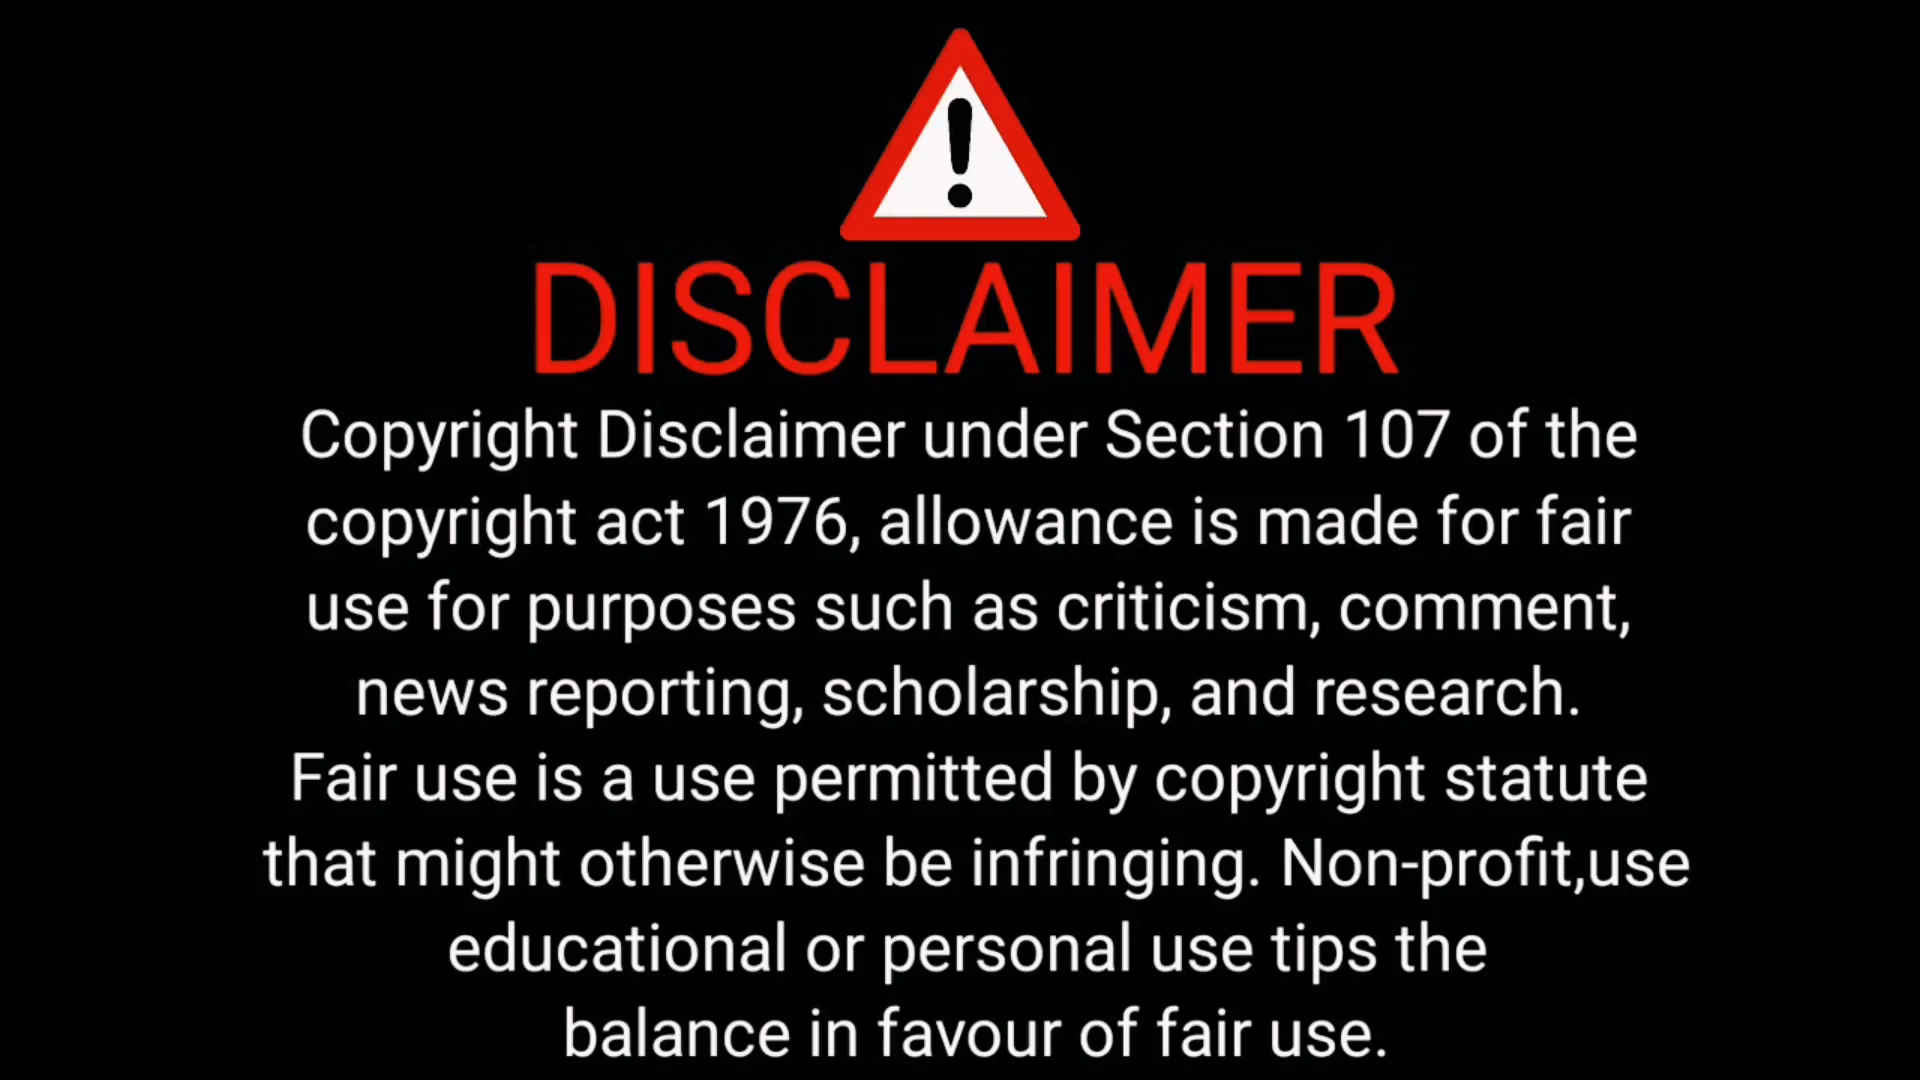 DISCLAIMER
Copyright Disclaimer under Section 107 of the
copyright act 1976, allowance is made for fair
use for purposes such as criticism, comment,
news reporting, scholarship, and research.
Fair use is a use permitted by copyright statute
that might otherwise be infringing. Non-profit,use
educational or personal use tips the
balance in favour of fair use.